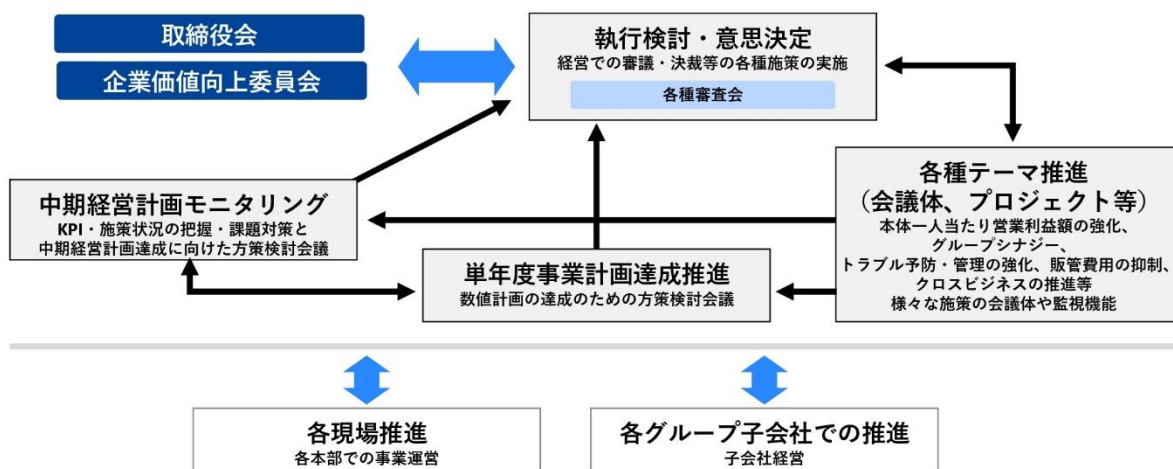 取締役会
企業価値向上委員会
執行検討・意思決定
経営での審議・決裁等の各種施策の実施
各種審査会
中期経営計画モニタリング
KPI・施策状況の把握・課題対策と
中期経営計画達成に向けた方策検討会議
単年度事業計画達成推進
数値計画の達成のための方策検討会議
各種テーマ推進
（会議体、プロジェクト等）
本体一人当たり営業利益額の強化、
グループシナジー、
トラブル予防・管理の強化、販管費用の抑制、
クロスビジネスの推進等
様々な施策の会議体や監視機能
各現場推進
各本部での事業運営
各グループ子会社での推進
子会社経営